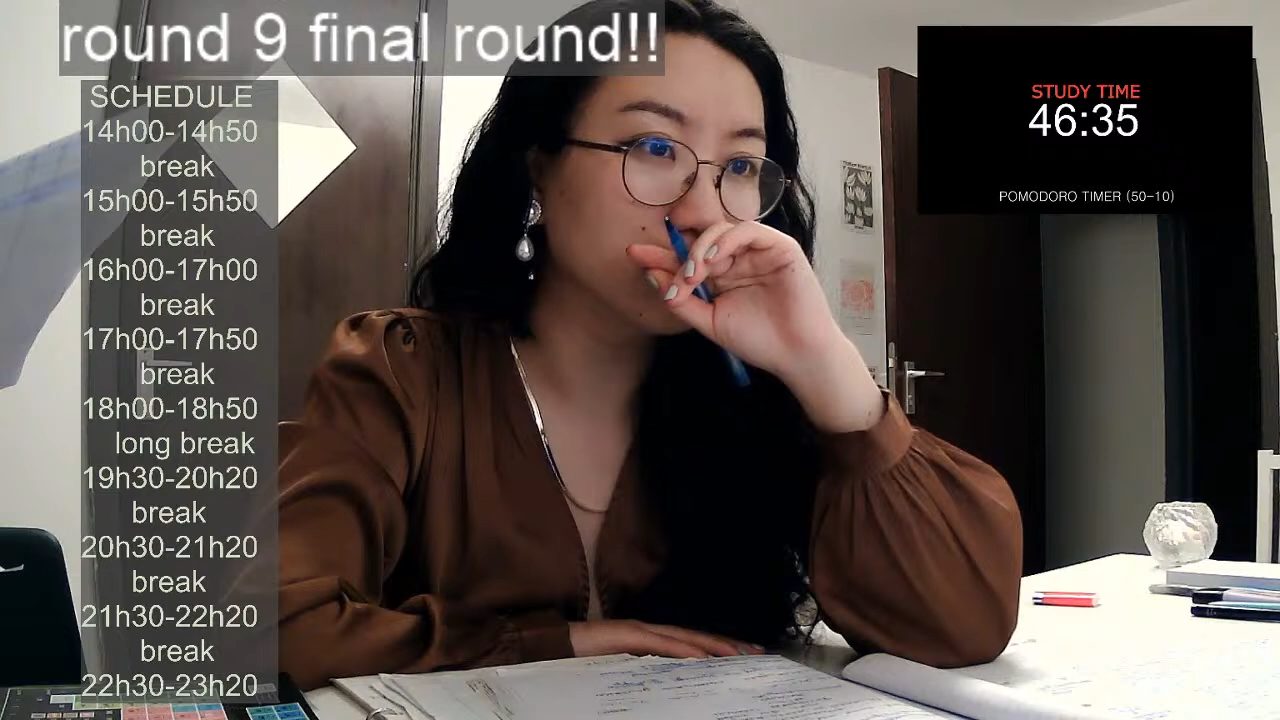 round 9 final round!!
SCHEDULE
14h00-14h50
break
15h00-15h50
break
16h00-17h00
break
17h00-17h50
break
18h00-18h50
long break
19h30-20h20
break
20h30-21h20
break
21h30-22h20
break
22h30-23h20
STUDY TIME
46:35
POMODORO TIMER (50-10)